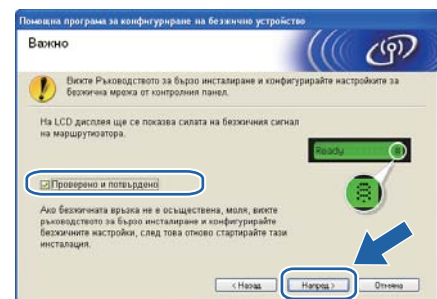 Помощна програма за конфигуриране на безжично устройство
Важно
Вижте Ръководството за бързо инсталиране и конфигурирайте настройките за
безжична мрежа от контролния панел.
На LCD дисплея ще се показва силата на безжичния сигнал
на маршрутизатора.
Ready
Проверено и потвърдено
Ако безжичната връзка не е осъществена, моля, вижте
ръководството за бързо инсталиране и конфигурирайте
безжичните настройки, след това отново стартирайте тази
инсталация.
< Назад
Напред >
Отмяна